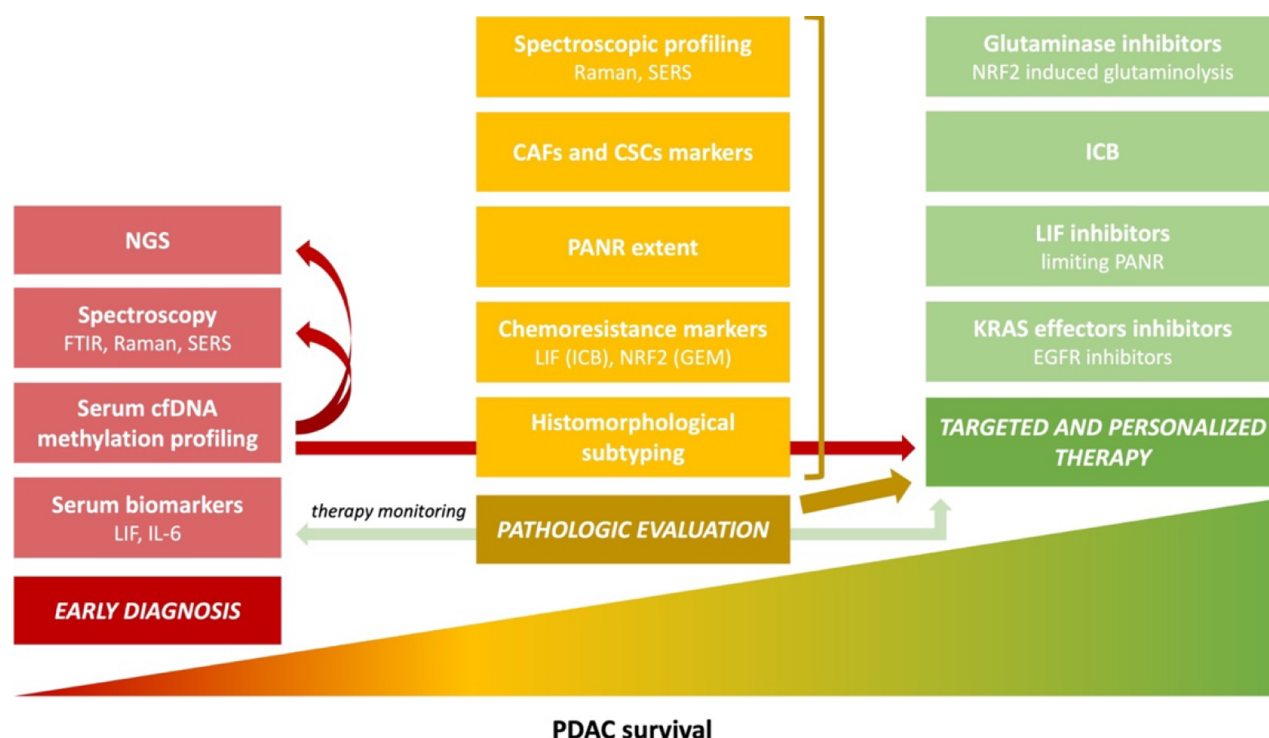 NGS
Spectroscopy
FTIR, Raman, SERS
Serum cfDNA
methylation profiling
Serum biomarkers
LIF, IL-6
EARLY DIAGNOSIS
therapy monitoring
Spectroscopic profiling
Raman, SERS
CAFs and CSCs markers
PANR extent
Chemoresistance markers
LIF (ICB), NRF2 (GEM)
Histomorphological
subtyping
PATHOLOGIC EVALUATION
Glutaminase inhibitors
NRF2 induced glutaminolysis
ICB
LIF inhibitors
limiting PANR
KRAS effectors inhibitors
EGFR inhibitors
TARGETED AND PERSONALIZED
THERAPY
PDAC survival